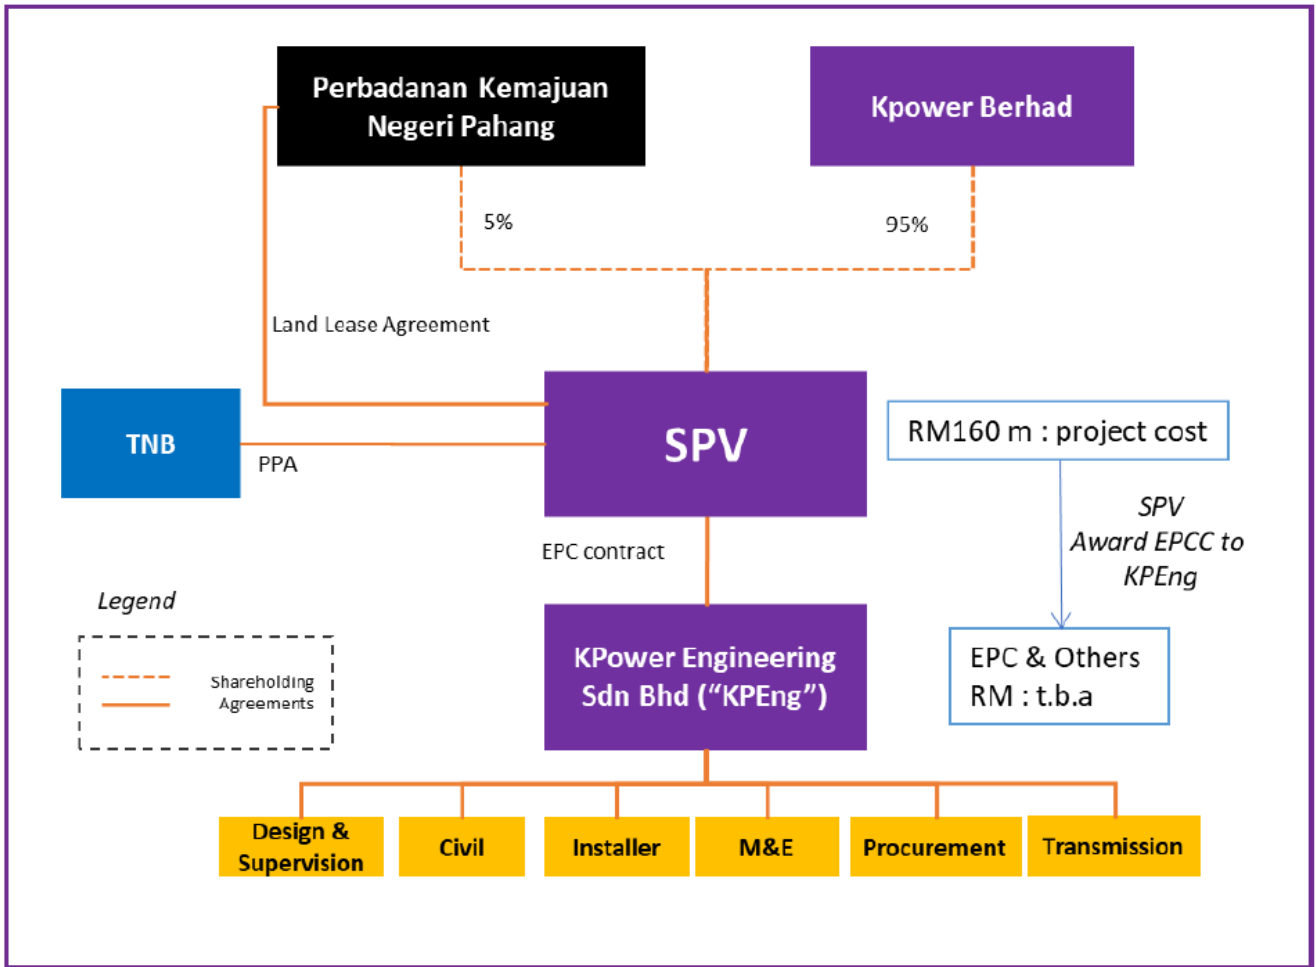 Perbadanan Kemajuan
Negeri Pahang
Kpower Berhad
5%
95%
Land Lease Agreement
TNB
PPA
SPV
RM160 m : project cost
SPV
Award EPCC to
KPEng
EPC contract
Legend
Shareholding
Agreements
KPower Engineering
Sdn Bhd (“KPEng”)
EPC & Others
RM : t.b.a
Design &
Supervision
Civil
Installer
M&E
Procurement
Transmission